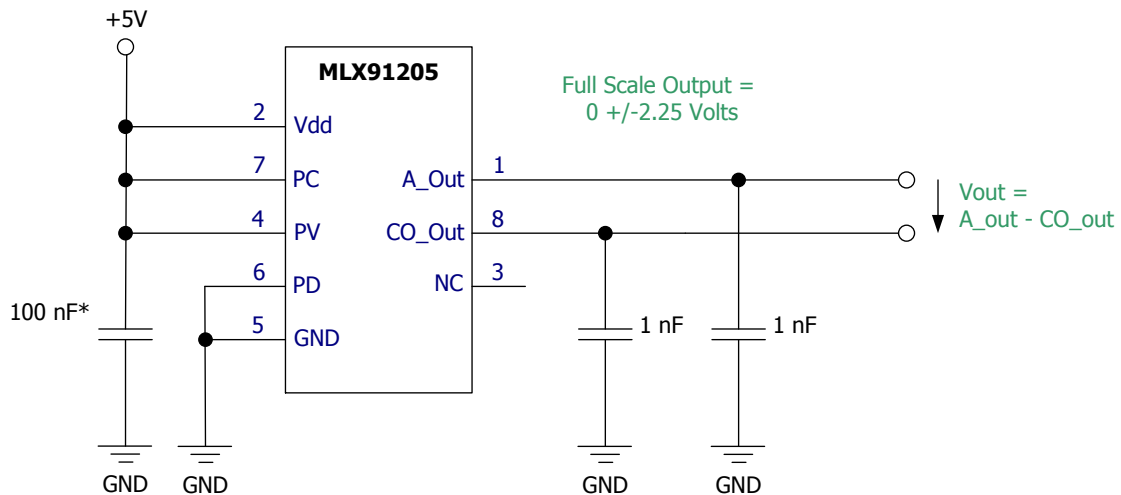 +5V
MLX91205
Full Scale Output =
0 +/-2.25 Volts
2
Vdd
7
PC
A_Out
1
4
PV
CO_Out
8
6
PD
NC
3
5
GND
Vout =
A_out - CO_out
100 nF*
1 nF
1 nF
GND
GND
GND
GND